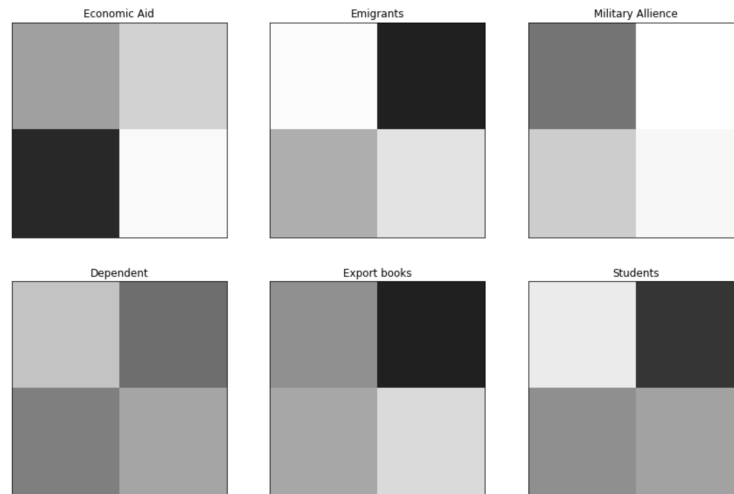 Economic Aid
Emigrants
Military Allience
Dependent
Export books
Students